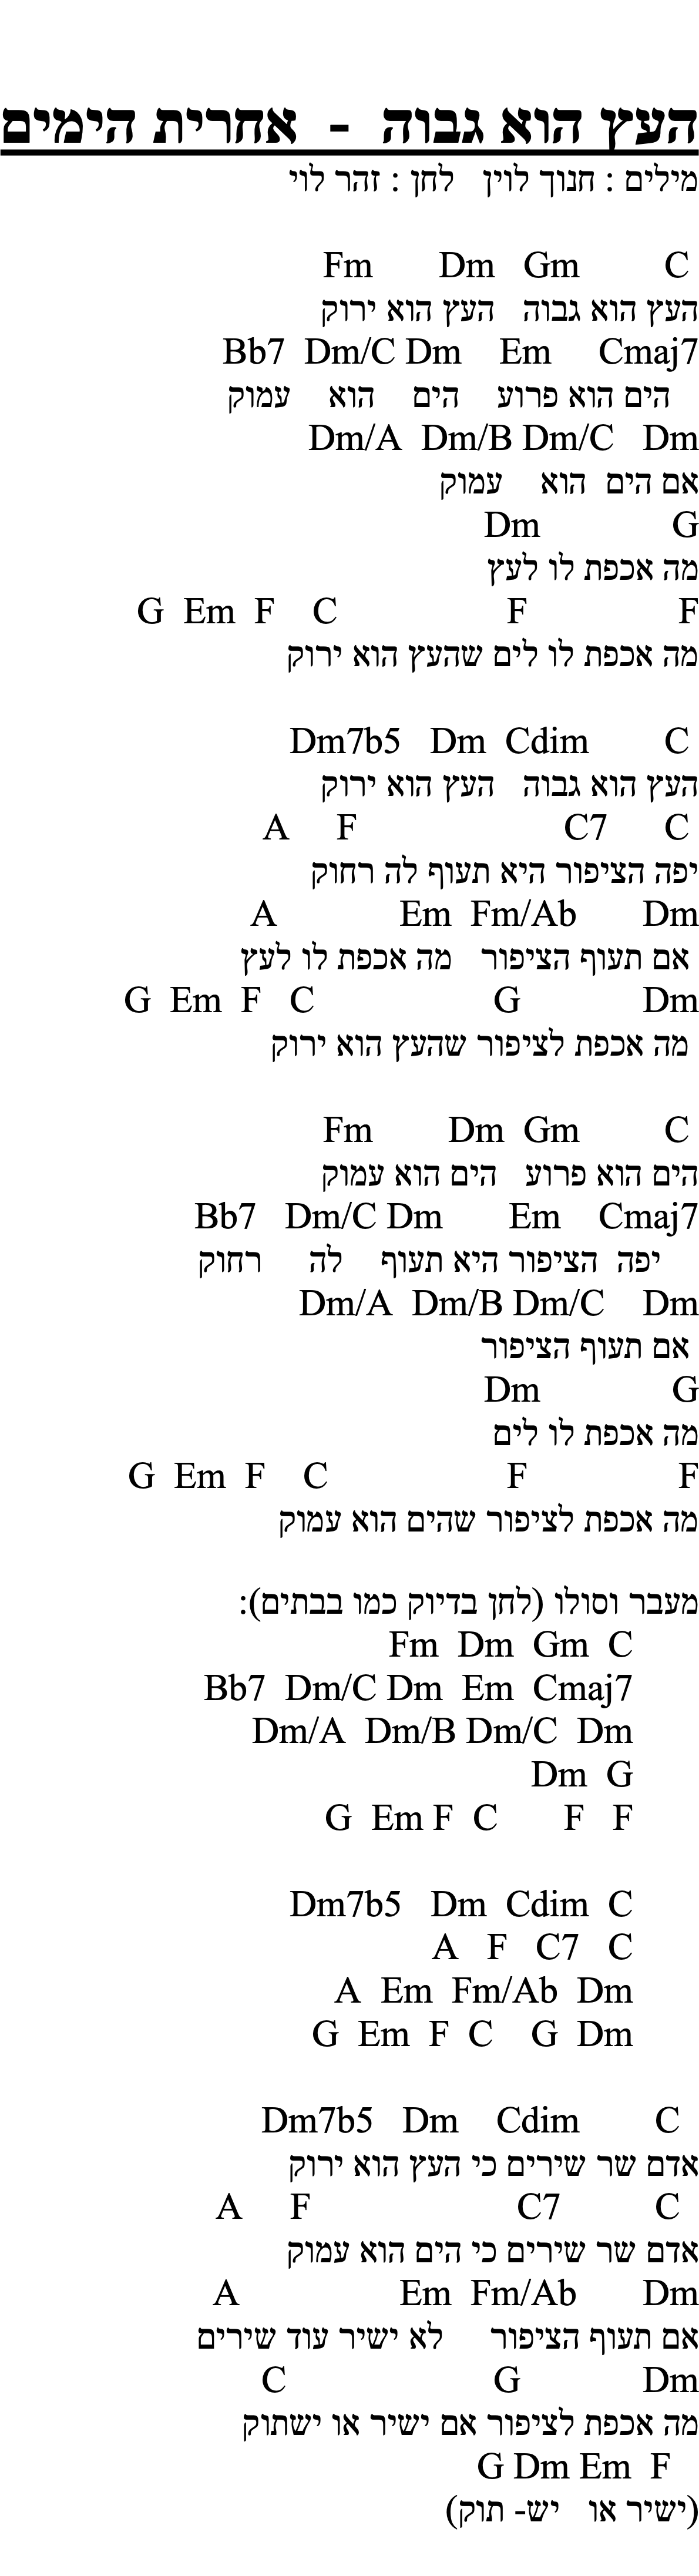 העץ הוא גבוה - אחרית הימים
מילים : חנוך לוין   לחן : זהר לוי
Fm Dm Gm C
העץ הוא גבוה   העץ הוא ירוק
Bb7 Dm/C Dm Em Cmaj7
הים הוא פרוע   הים   הוא   עמוק
Dm/A Dm/B Dm/C Dm
אם הים הוא   עמוק
Dm G
מה אכפת לו לעץ
G Em F C F F
מה אכפת לו לים שהעץ הוא ירוק
Dm7b5 Dm Cdim C
העץ הוא גבוה   העץ הוא ירוק
A F C7 C
יפה הציפור היא תעוף לה רחוק
A Em Fm/Ab Dm
אם תעוף הציפור   מה אכפת לו לעץ
G Em F C G Dm
מה אכפת לציפור שהעץ הוא ירוק
Fm Dm Gm C
הים הוא פרוע   הים הוא עמוק
Bb7 Dm/C Dm Em Cmaj7
יפה הציפור היא תעוף   לה   רחוק
Dm/A Dm/B Dm/C Dm
אם תעוף הציפור
Dm G
מה אכפת לו לים
G Em F C F F
מה אכפת לציפור שהים הוא עמוק
מעבר וסולו (לחן בדיוק כמו בבתים):
Fm Dm Gm C
Bb7 Dm/C Dm Em Cmaj7
Dm/A Dm/B Dm/C Dm
Dm G
G Em F C F F
Dm7b5 Dm Cdim C
A F C7 C
A Em Fm/Ab Dm
G Em F C G Dm
Dm7b5 Dm Cdim C
אדם שר שירים כי העץ הוא ירוק
A F C7 C
אדם שר שירים כי הים הוא עמוק
A Em Fm/Ab Dm
אם תעוף הציפור   לא ישיר עוד שירים
C G Dm
מה אכפת לציפור אם ישיר או ישתוק
G Dm Em F
(ישיר או   יש- תוק)